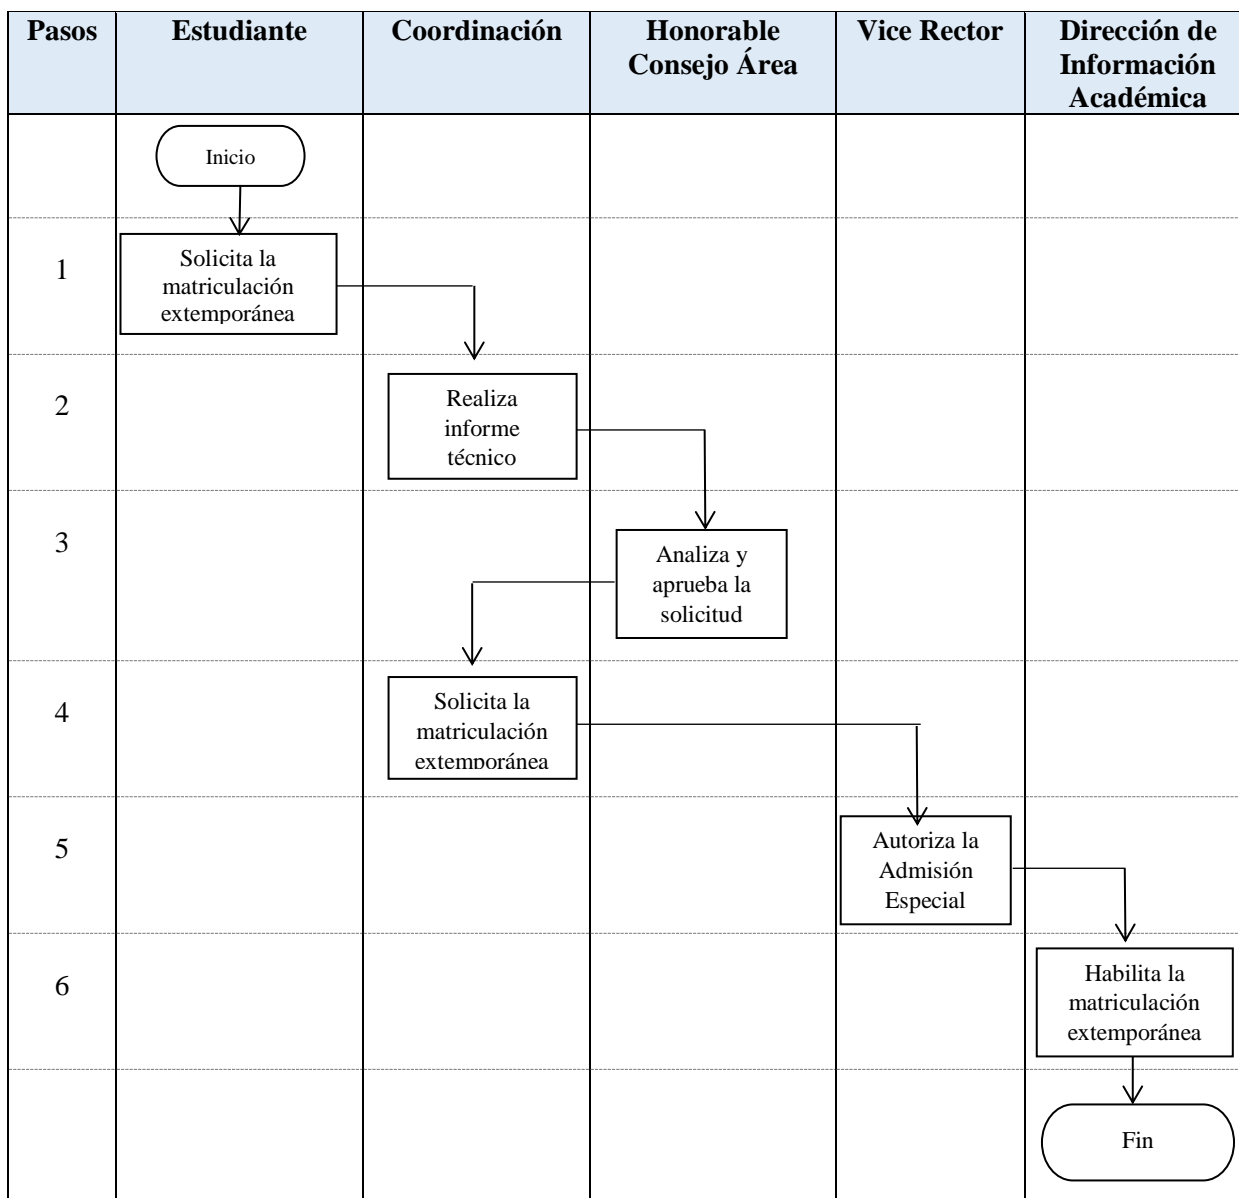 Pasos
Estudiante
Coordinación
Honorable
Consejo Área
Vice Rector
Dirección de
Información
Académica
Inicio
1
Solicita la
matriculación
extemporánea
2
Realiza
informe
técnico
3
Analiza y
aprueba la
solicitud
4
Solicita la
matriculación
extemporánea
5
Autoriza la
Admisión
Especial
6
Habilita la
matriculación
extemporánea
Fin